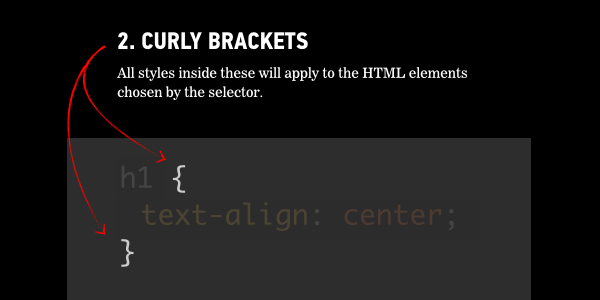 2. CURLY BRACKETS
All styles inside these will apply to the HTML elements
chosen by the selector.
h1 {
text-align: center;
}